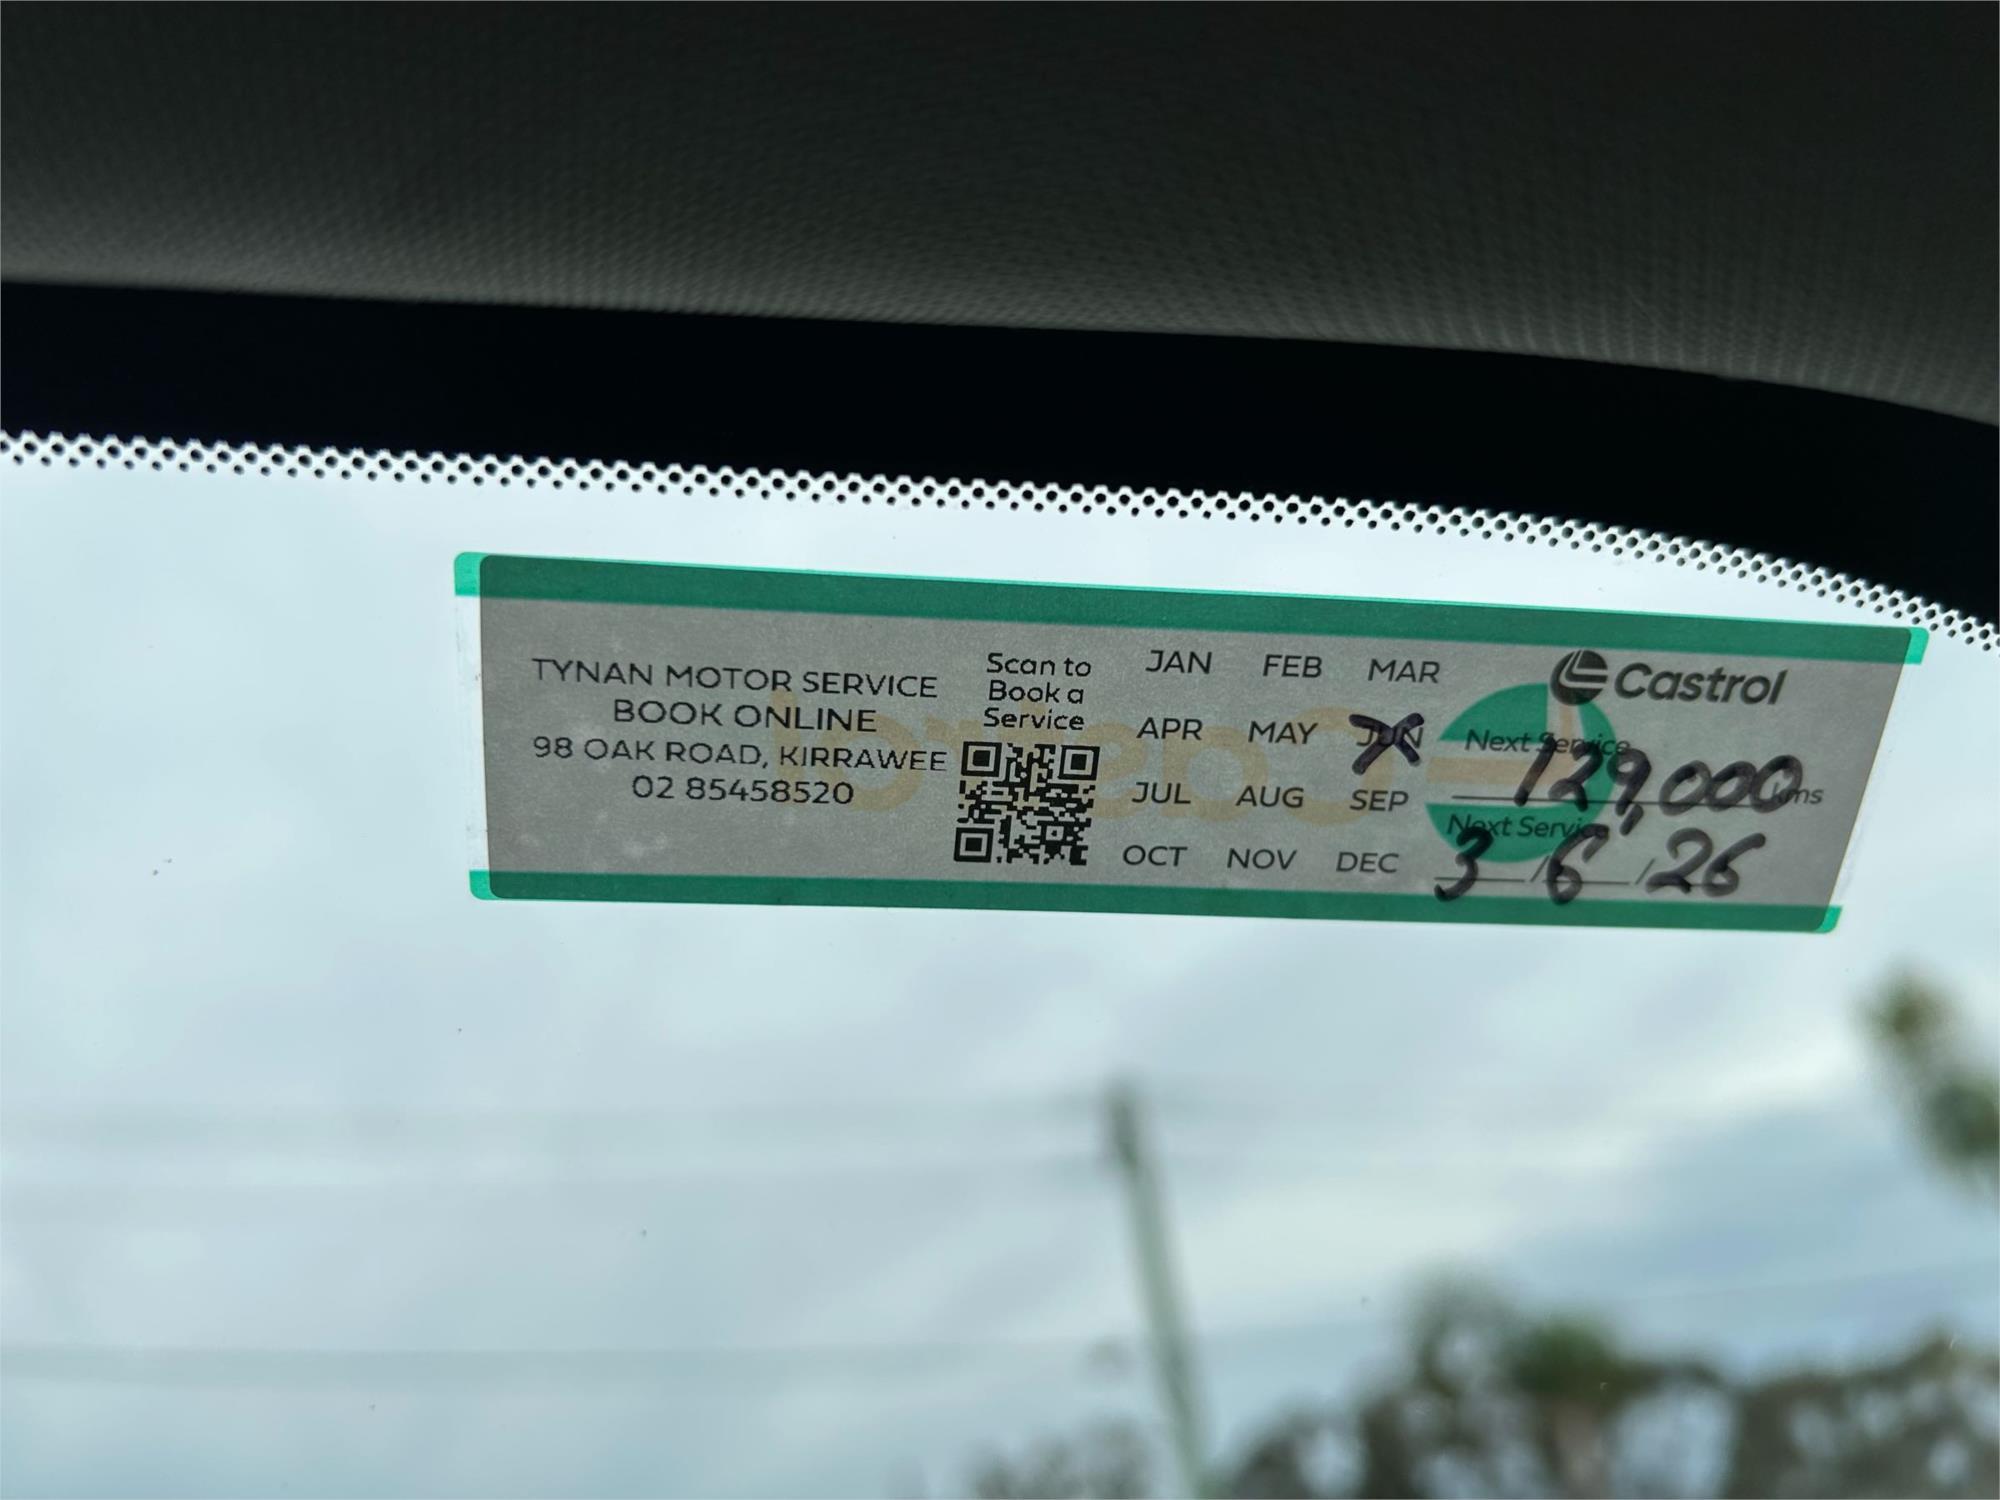 TYNAN MOTOR SERVICE
BOOK ONLINE
98 OAK ROAD, KIRRAWEE
02 85458520
Scan to
Book a
Service
JAN FEB MAR
APR MAY JUN
JUL AUG SEP
OCT NOV DEC
Castrol
Next Service
129,000 kms
Next Service
3/6/26
Castrol